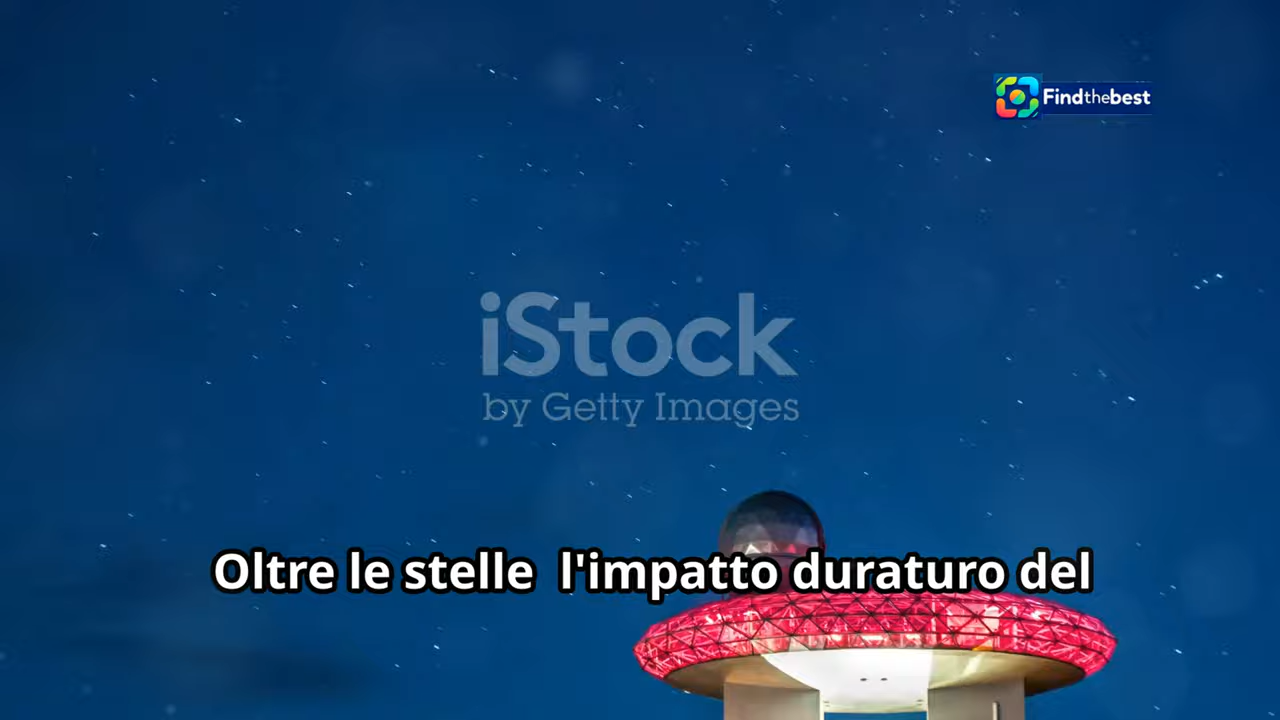 Findthebest
iStock
by Getty Images
Oltre le stelle l'impatto duraturo del